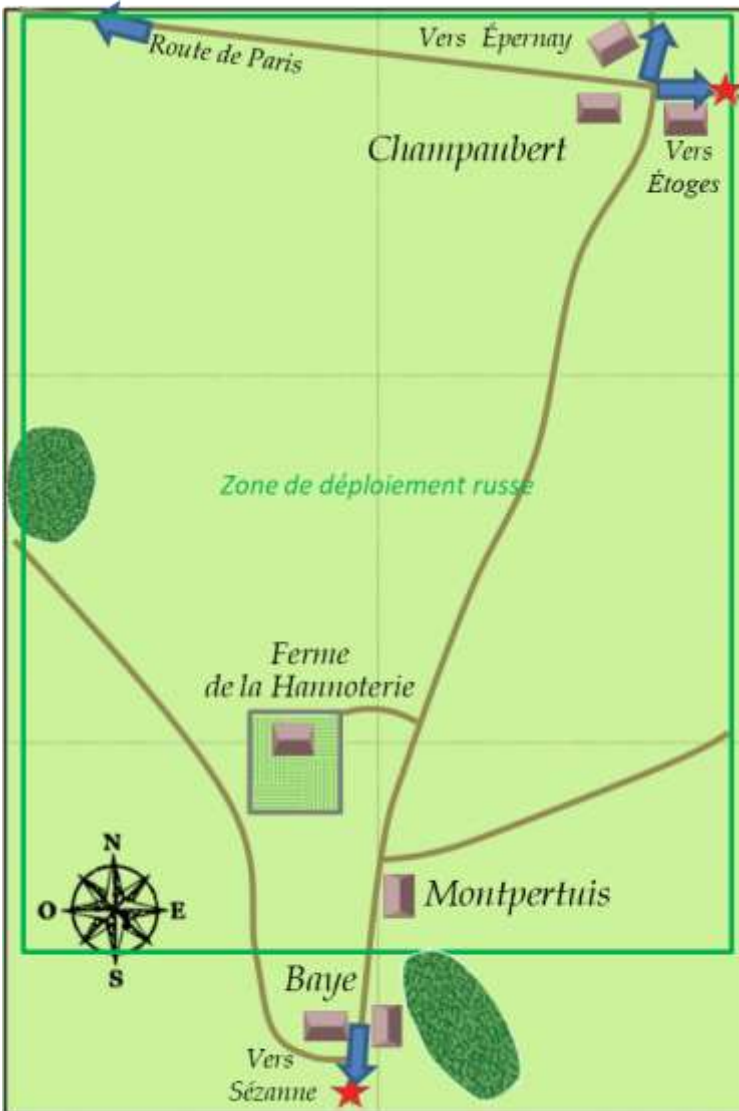 Route de Paris
Vers Épernay
Champaubert
Vers
Étoges
Zone de déploiement russe
Ferme
de la Hannoterie
N
O
E
S
Montpertuis
Baye
Vers
Sézanne